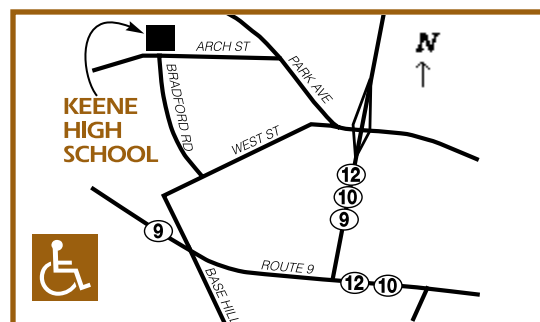 ARCH ST
N
PARK AVE
BRADFORD RD
KEENE
HIGH
SCHOOL
WEST ST
12
10
9
9
ROUTE 9
BASE HILL
12
10